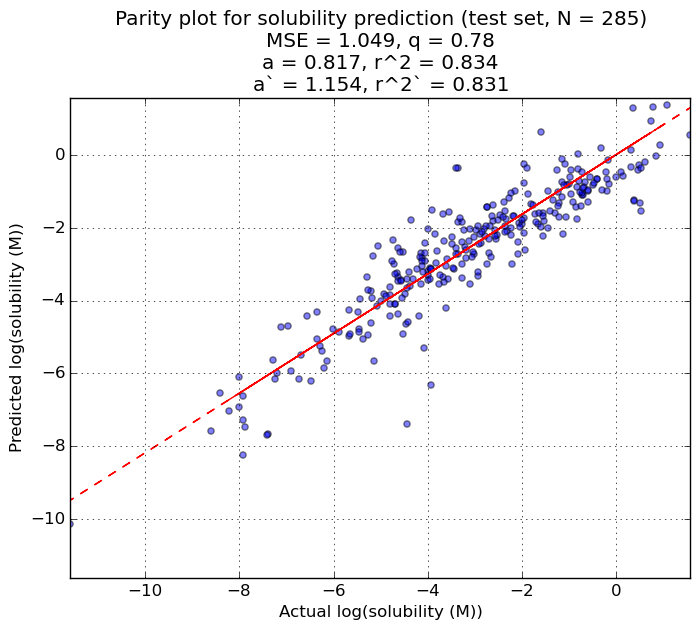 Parity plot for solubility prediction (test set, N = 285)
MSE = 1.049, q = 0.78
a = 0.817, r^2 = 0.834
a` = 1.154, r^2` = 0.831
0
−2
−4
−6
−8
−10
Predicted log(solubility (M))
−10 −8 −6 −4 −2 0
Actual log(solubility (M))